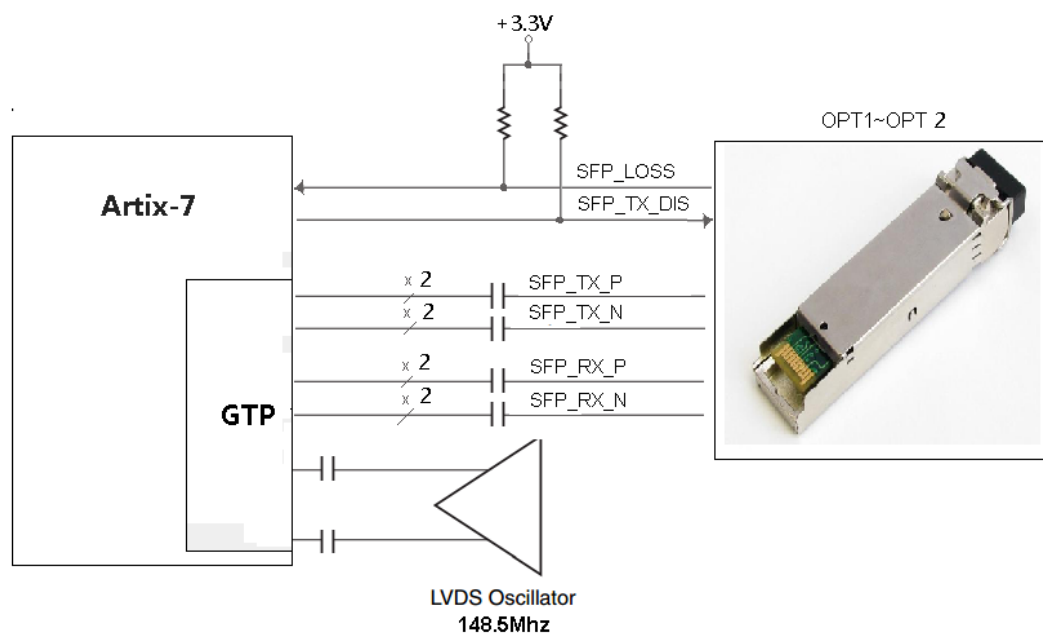 +3.3V
OPT1~OPT 2
SFP_LOSS
Artix-7
SFP_TX_DIS
x 2
SFP_TX_P
x 2
SFP_TX_N
x 2
SFP_RX_P
x 2
SFP_RX_N
GTP
LVDS Oscillator
148.5Mhz